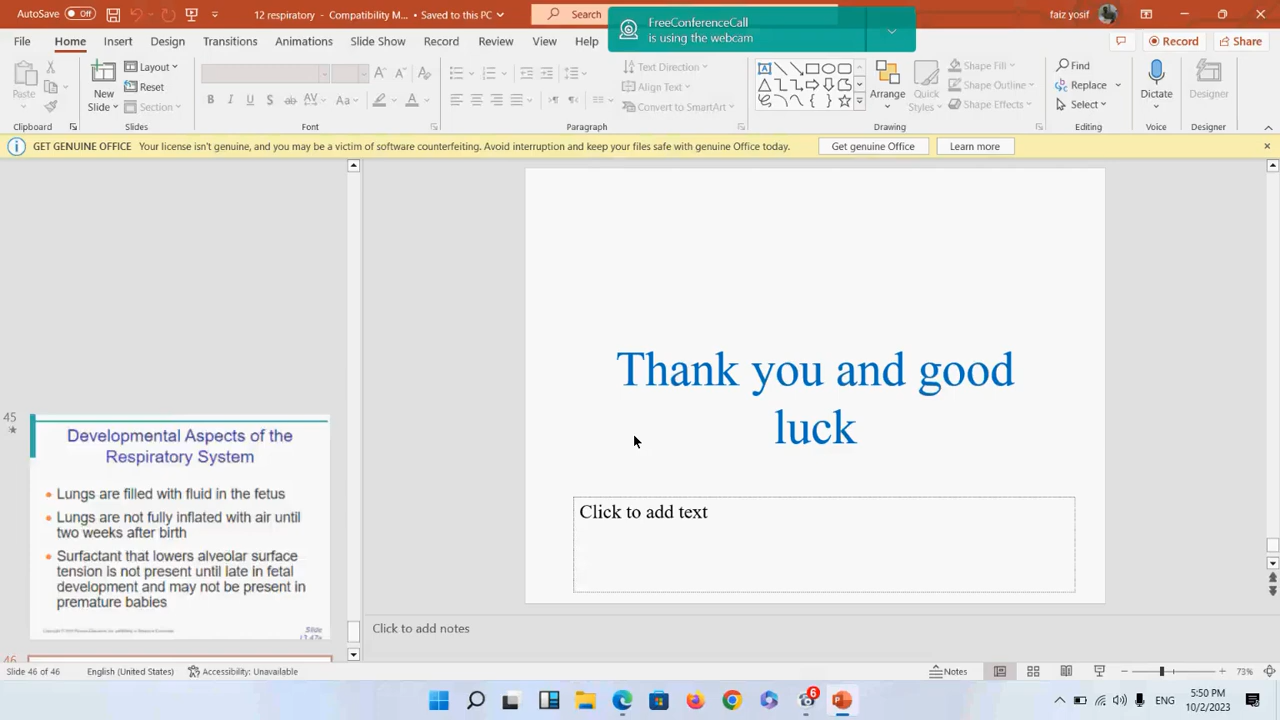 AutoSave Off
12 respiratory - Compatibility M... • Saved to this PC
Search
faiz yosif
FreeConferenceCall
is using the webcam
File Home Insert Design Transitions Animations Slide Show Record Review View Help
Record Share
Paste
New
Slide
Layout
Reset
Section
Text Direction
Align Text
Convert to SmartArt
Arrange
Quick
Styles
Shape Fill
Shape Outline
Shape Effects
Find
Replace
Select
Dictate
Designer
Clipboard Slides Font Paragraph Drawing Editing Voice Designer
GET GENUINE OFFICE Your license isn't genuine, and you may be a victim of software counterfeiting. Avoid interruption and keep your files safe with genuine Office today. Get genuine Office Learn more
45
Developmental Aspects of the
Respiratory System
• Lungs are filled with fluid in the fetus
• Lungs are not fully inflated with air until
two weeks after birth
• Surfactant that lowers alveolar surface
tension is not present until late in fetal
development and may not be present in
premature babies
Slide
46
Thank you and good
luck
Click to add text
Click to add notes
Slide 46 of 46 English (United States) Accessibility: Unavailable Notes 73%
6
ENG
5:50 PM
10/2/2023